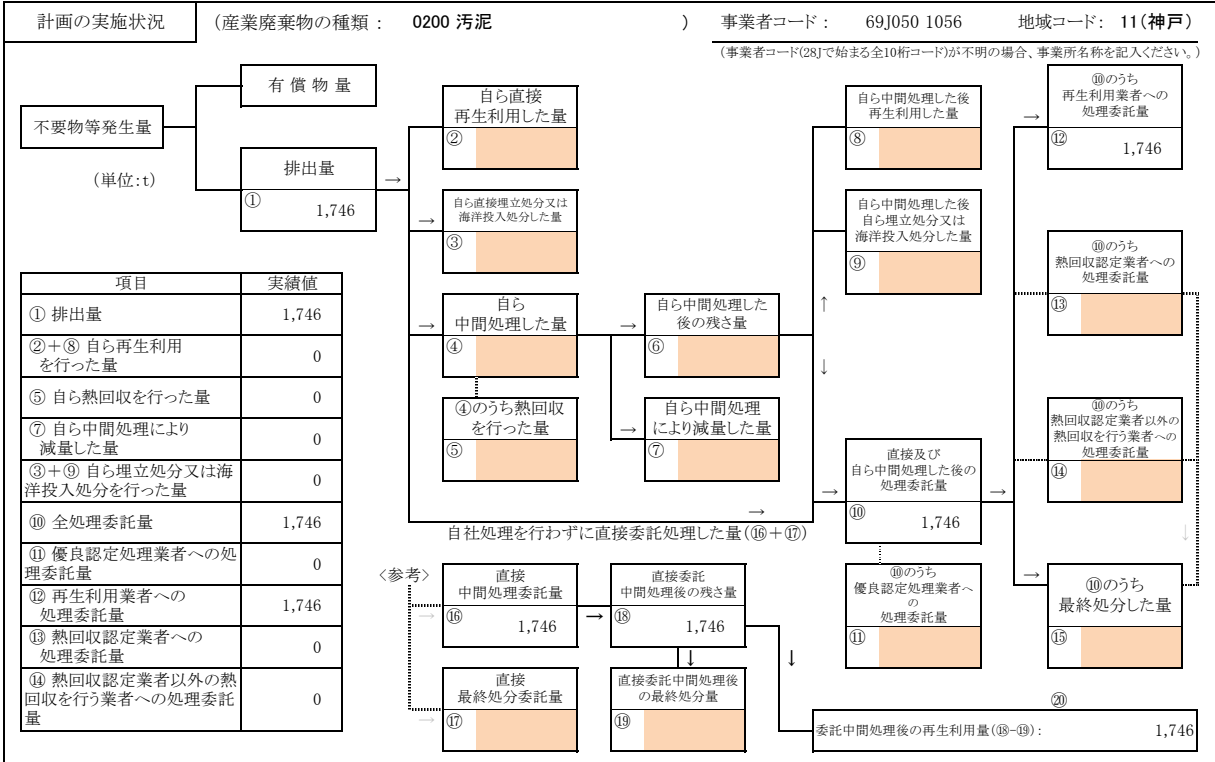 計画の実施状況 (産業廃棄物の種類： 0200 汚泥 ) 事業者コード： 69J050 1056 地域コード： 11(神戸)
(事業者コード(28Jで始まる全10桁コード)が不明の場合、事業所名称を記入ください。)
不要物等発生量
(単位:t)
有 償 物 量
排出量
① 1,746
→
自ら直接
再生利用した量
②
→
自ら直接埋立処分又は
海洋投入処分した量
③
→
自ら
中間処理した量
④
④のうち熱回収
を行った量
⑤
→
自ら中間処理した
後の残さ量
⑥
→
自ら中間処理
により減量した量
⑦
自ら中間処理した後
再生利用した量
⑧
自ら中間処理した後
自ら埋立処分又は
海洋投入処分した量
⑨
↑
↓
→
自社処理を行わずに直接委託処理した量(⑯＋⑰)
→
直接及び
自ら中間処理した後の
処理委託量
⑩ 1,746
→
⑩のうち
優良認定処理業者へ
の
処理委託量
⑪
→
⑩のうち
再生利用業者への
処理委託量
⑫ 1,746
⑩のうち
熱回収認定業者への
処理委託量
⑬
⑩のうち
熱回収認定業者以外の
熱回収を行う業者への
処理委託量
⑭
↓
→
⑩のうち
最終処分した量
⑮
項目 実績値
① 排出量 1,746
②＋⑧ 自ら再生利用
を行った量 0
⑤ 自ら熱回収を行った量 0
⑦ 自ら中間処理により
減量した量 0
③＋⑨ 自ら埋立処分又は海
洋投入処分を行った量 0
⑩ 全処理委託量 1,746
⑪ 優良認定処理業者への処
理委託量 0
⑫ 再生利用業者への
処理委託量 1,746
⑬ 熱回収認定業者への
処理委託量 0
⑭ 熱回収認定業者以外の熱
回収を行う業者への処理委託
量 0
〈参考〉
→
直接
中間処理委託量
⑯ 1,746
→
直接委託
中間処理後の残さ量
⑱ 1,746
↓
↓
→
直接
最終処分委託量
⑰
直接委託中間処理後
の最終処分量
⑲
⑳
委託中間処理後の再生利用量(⑱-⑲)： 1,746